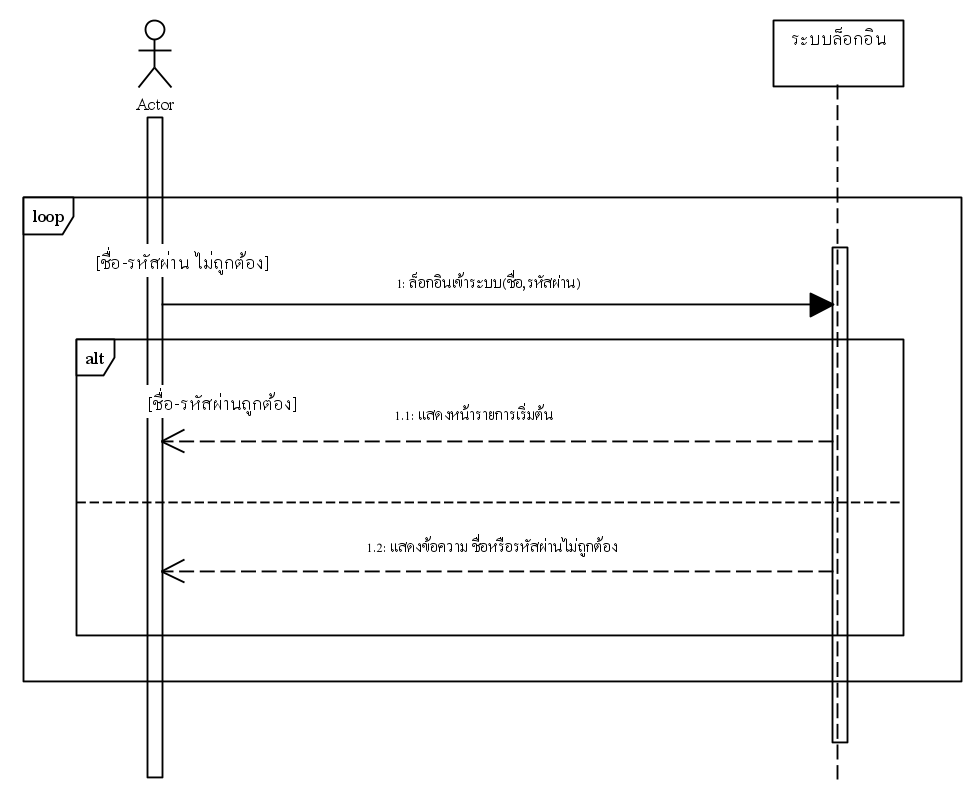 ระบบล็อกอิน
Actor
loop
[ชื่อ-รหัสผ่าน ไม่ถูกต้อง]
1: ล็อกอินเข้าระบบ(ชื่อ,รหัสผ่าน)
alt
[ชื่อ-รหัสผ่านถูกต้อง]
1.1: แสดงหน้ารายการเริ่มต้น
1.2: แสดงข้อความ ชื่อหรือรหัสผ่านไม่ถูกต้อง